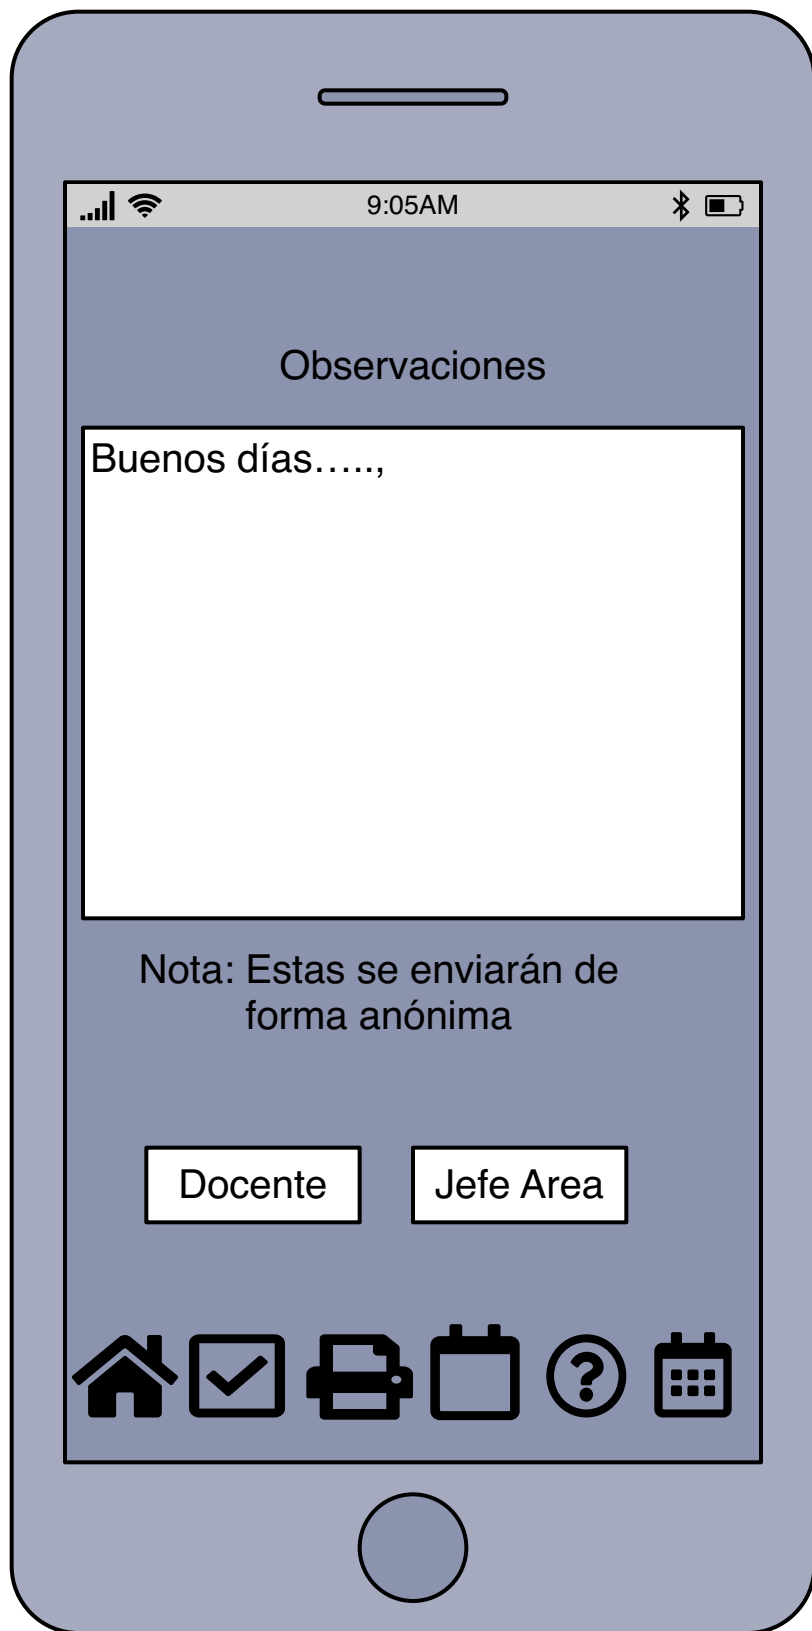 9:05AM
Observaciones
Buenos días…..,
Nota: Estas se enviarán de
forma anónima
Docente
Jefe Area